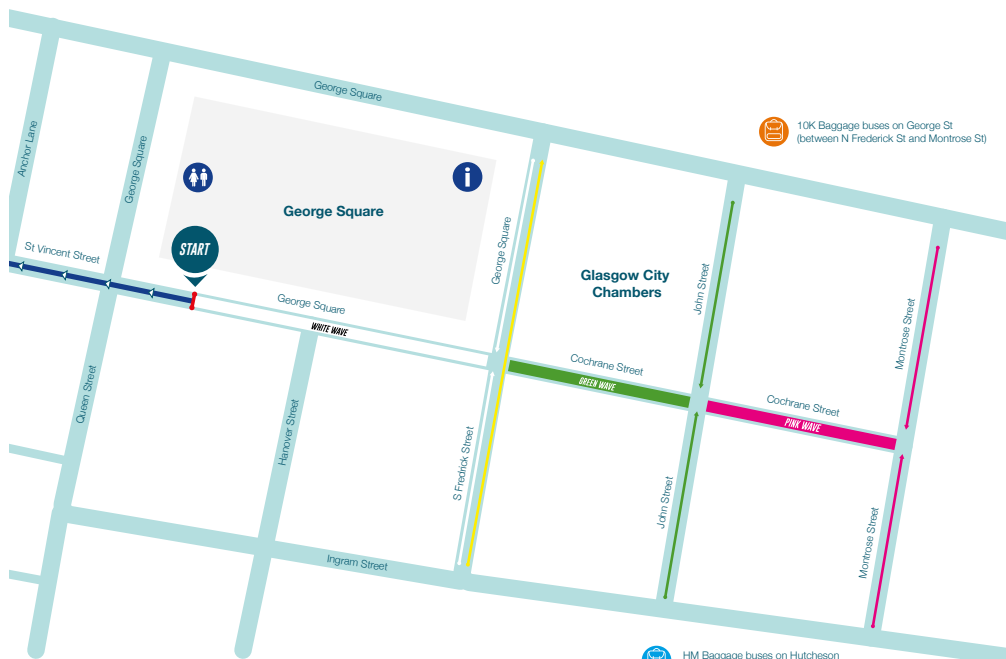 George Square
10K Baggage buses on George St
(between N Frederick St and Montrose St)
Anchor Lane
George Square
i
George Square
START
St Vincent Street
George Square
George Square
WHITE WAVE
Glasgow City
Chambers
John Street
Montrose Street
Cochrane Street
GREEN WAVE
Cochrane Street
PINK WAVE
Queen Street
Hanover Street
S Fredrick Street
John Street
Montrose Street
Ingram Street
HM Baggage buses on Hutcheson